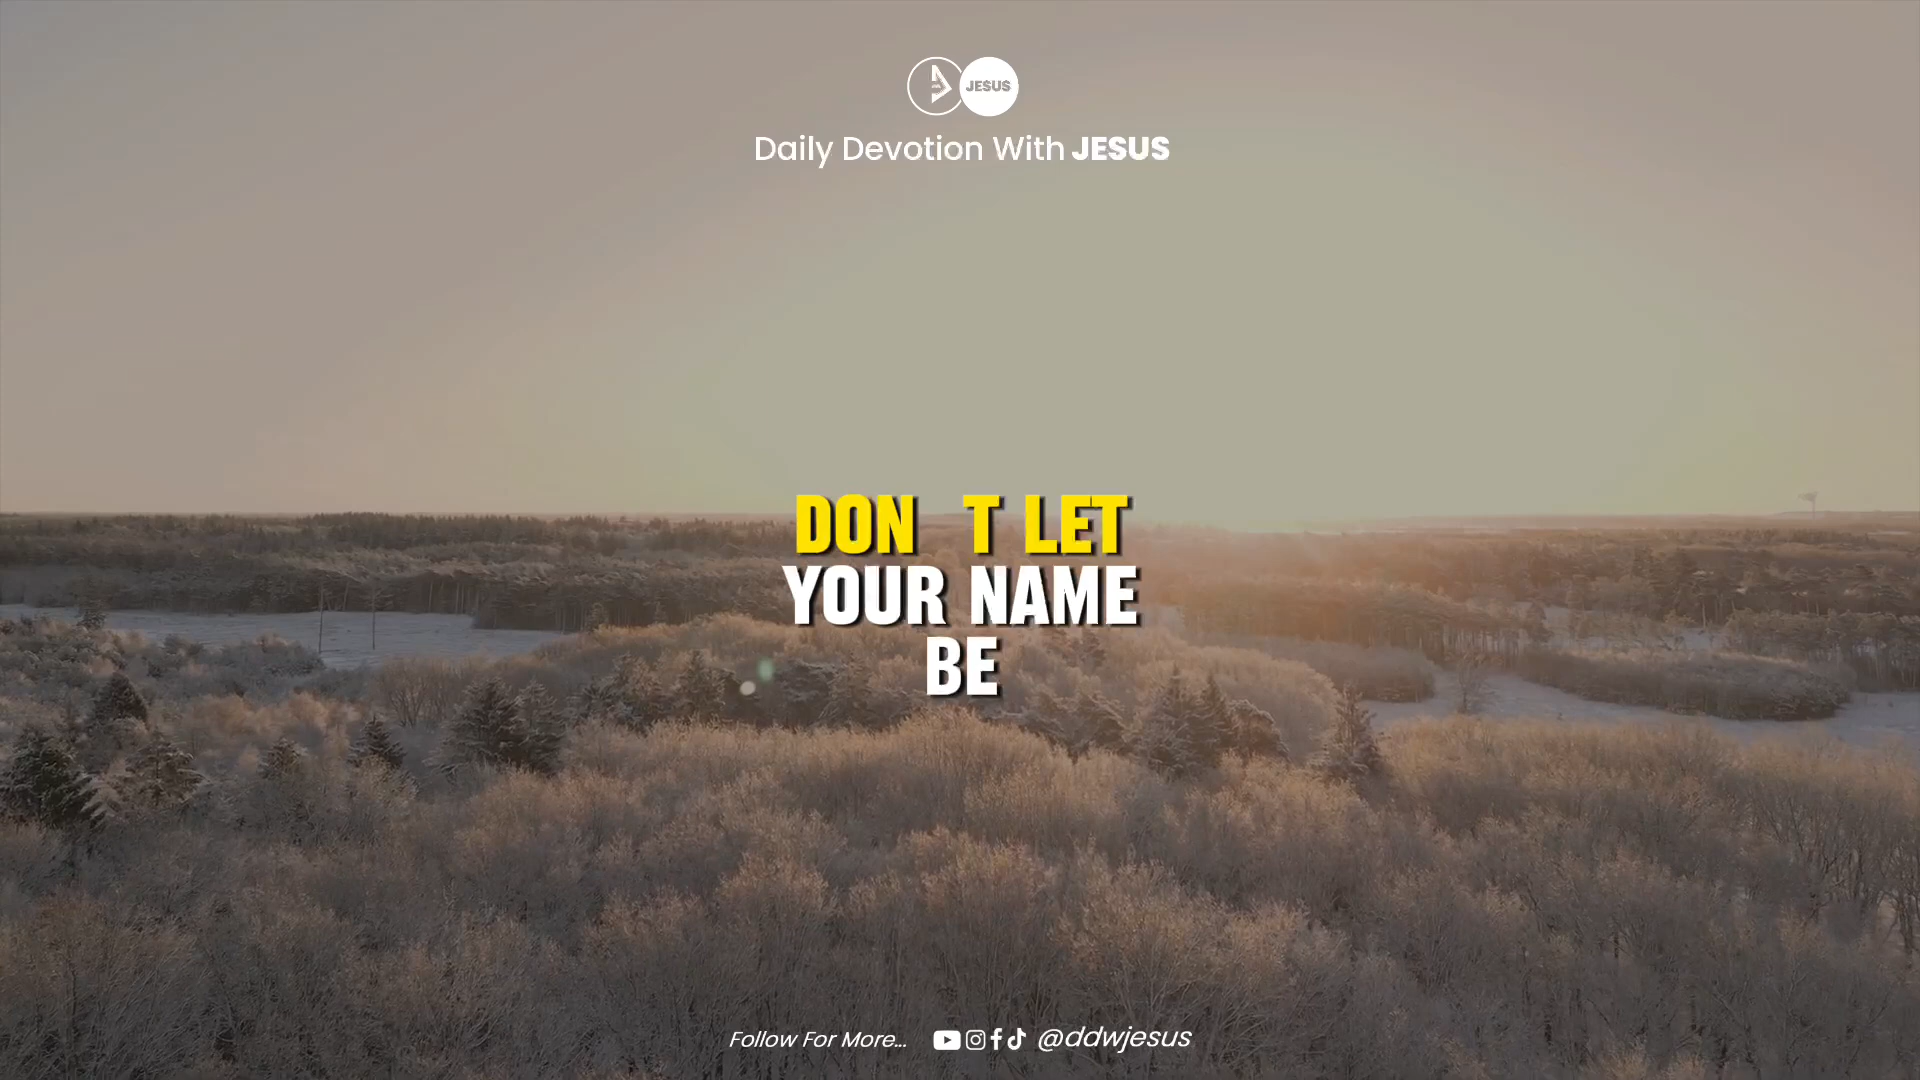 JESUS
Daily Devotion With JESUS
DON T LET
YOUR NAME
BE
Follow For More... @ddwjesus